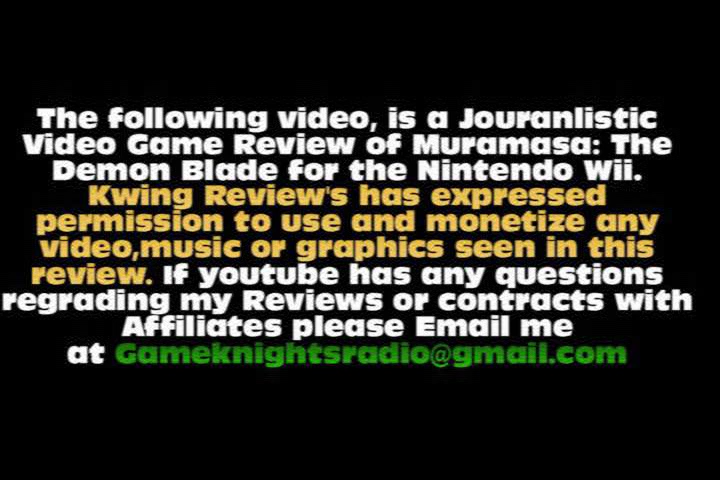 The following video, is a Jouranlistic
Video Game Review of Muramasa: The
Demon Blade for the Nintendo Wii.
Kwing Review's has expressed
permission to use and monetize any
video,music or graphics seen in this
review. If youtube has any questions
regrading my Reviews or contracts with
Affiliates please Email me
at Gameknightsradio@gmail.com